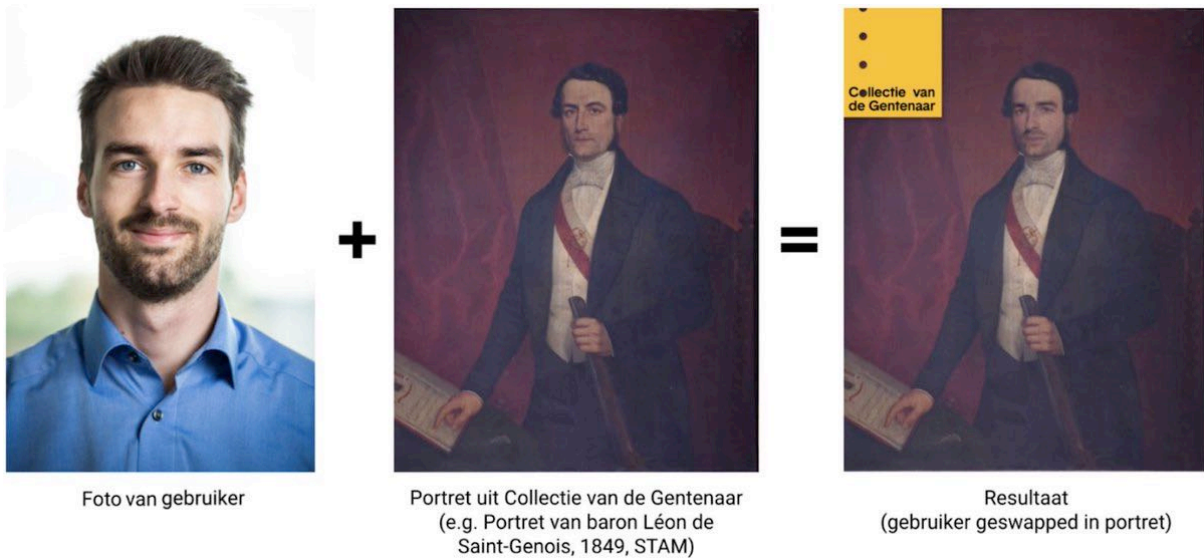 Collectie van
de Gentenaar
+
=
Foto van gebruiker
Portret uit Collectie van de Gentenaar
(e.g. Portret van baron Léon de
Saint-Genois, 1849, STAM)
Resultaat
(gebruiker geswapped in portret)